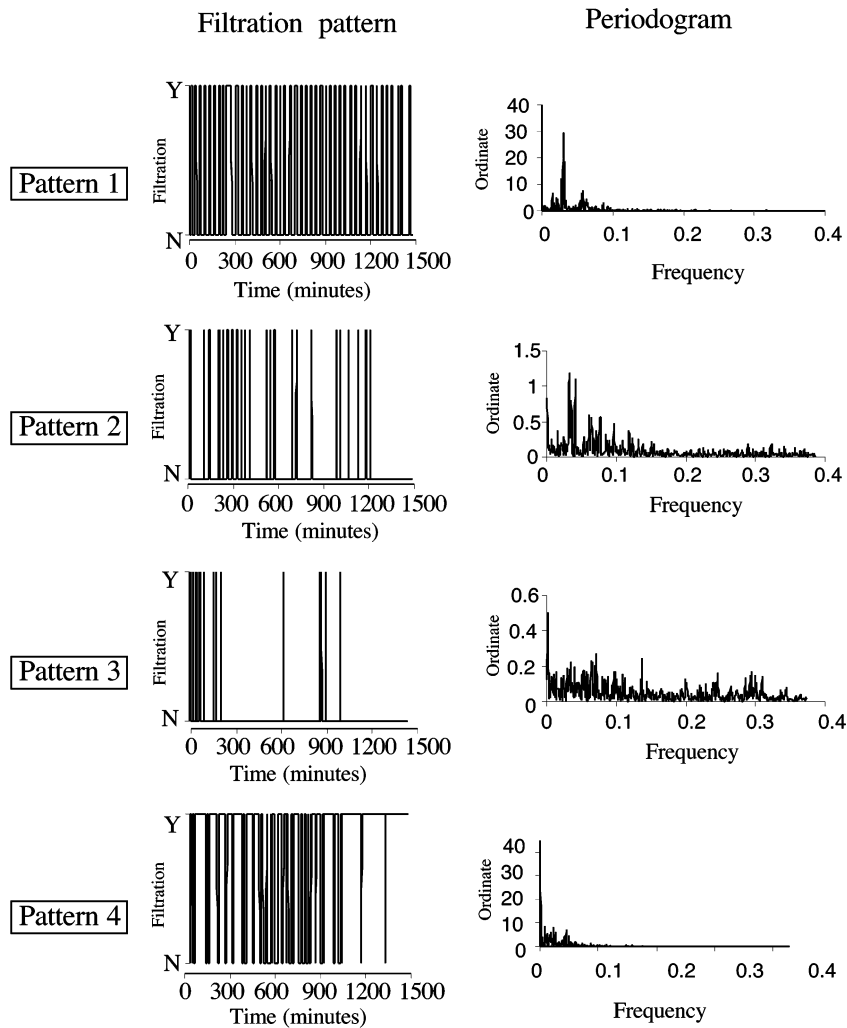 Filtration pattern Periodogram
Pattern 1
Y
Filtration
N
0 300 600 900 1200 1500
Time (minutes)
40
30
20
10
0
Ordinate
0 0.1 0.2 0.3 0.4
Frequency
Pattern 2
Y
Filtration
N
0 300 600 900 1200 1500
Time (minutes)
1.5
1
0.5
0
Ordinate
0 0.1 0.2 0.3 0.4
Frequency
Pattern 3
Y
Filtration
N
0 300 600 900 1200 1500
Time (minutes)
0.6
0.4
0.2
0
Ordinate
0 0.1 0.2 0.3 0.4
Frequency
Pattern 4
Y
Filtration
N
0 300 600 900 1200 1500
Time (minutes)
40
30
20
10
0
Ordinate
0 0.1 0.2 0.3 0.4
Frequency